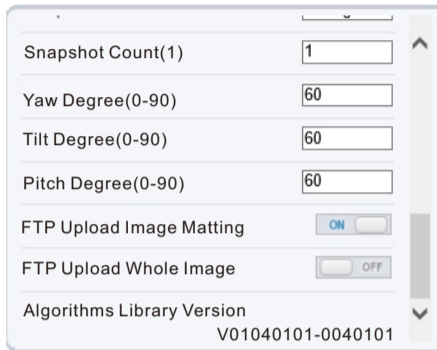 Snapshot Count(1) 1
Yaw Degree(0-90) 60
Tilt Degree(0-90) 60
Pitch Degree(0-90) 60
FTP Upload Image Matting ON
FTP Upload Whole Image OFF
Algorithms Library Version
V01040101-0040101